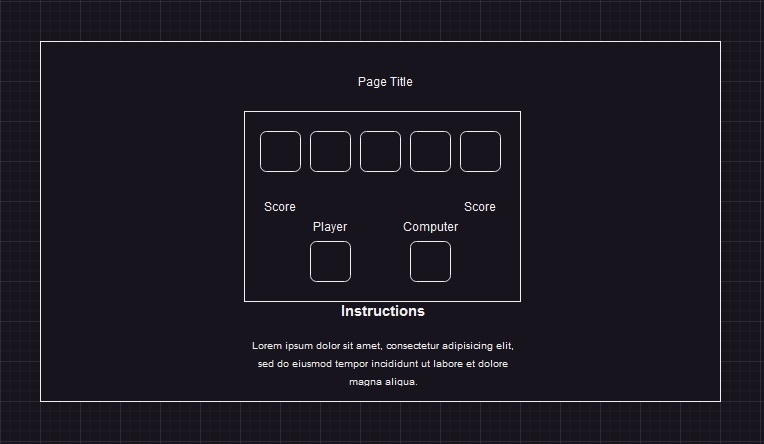 Page Title
Score
Score
Player
Computer
Instructions
Lorem ipsum dolor sit amet, consectetur adipisicing elit,
sed do eiusmod tempor incididunt ut labore et dolore
magna aliqua.